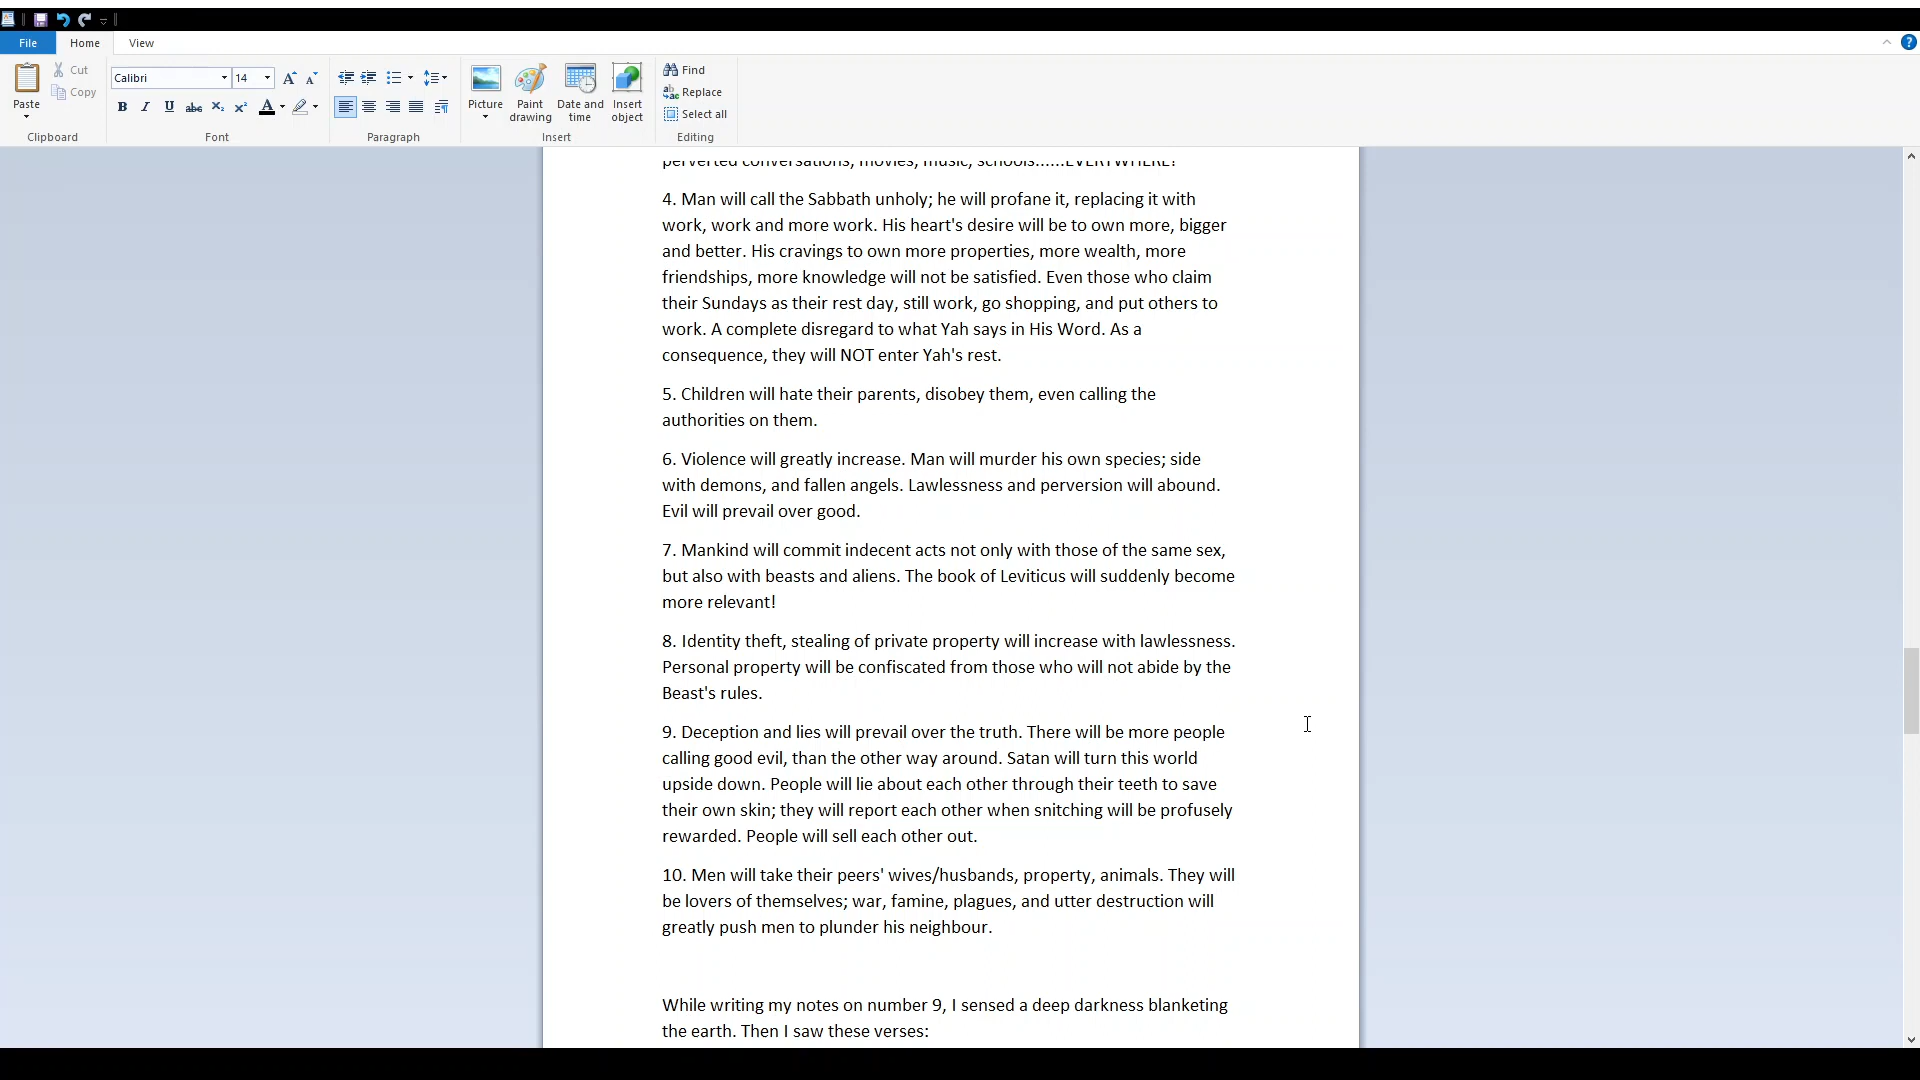 File Home View
Paste
Cut
Copy
Clipboard
Calibri 14
B I U abc X₂ X² A
Font
Paragraph
Picture
Paint drawing
Date and time
Insert object
Insert
Find
Replace
Select all
Editing
perverted conversations, movies, music, schools......EVERYWHERE!
4. Man will call the Sabbath unholy; he will profane it, replacing it with
work, work and more work. His heart's desire will be to own more, bigger
and better. His cravings to own more properties, more wealth, more
friendships, more knowledge will not be satisfied. Even those who claim
their Sundays as their rest day, still work, go shopping, and put others to
work. A complete disregard to what Yah says in His Word. As a
consequence, they will NOT enter Yah's rest.
5. Children will hate their parents, disobey them, even calling the
authorities on them.
6. Violence will greatly increase. Man will murder his own species; side
with demons, and fallen angels. Lawlessness and perversion will abound.
Evil will prevail over good.
7. Mankind will commit indecent acts not only with those of the same sex,
but also with beasts and aliens. The book of Leviticus will suddenly become
more relevant!
8. Identity theft, stealing of private property will increase with lawlessness.
Personal property will be confiscated from those who will not abide by the
Beast's rules.
9. Deception and lies will prevail over the truth. There will be more people
calling good evil, than the other way around. Satan will turn this world
upside down. People will lie about each other through their teeth to save
their own skin; they will report each other when snitching will be profusely
rewarded. People will sell each other out.
10. Men will take their peers' wives/husbands, property, animals. They will
be lovers of themselves; war, famine, plagues, and utter destruction will
greatly push men to plunder his neighbour.
While writing my notes on number 9, I sensed a deep darkness blanketing
the earth. Then I saw these verses: